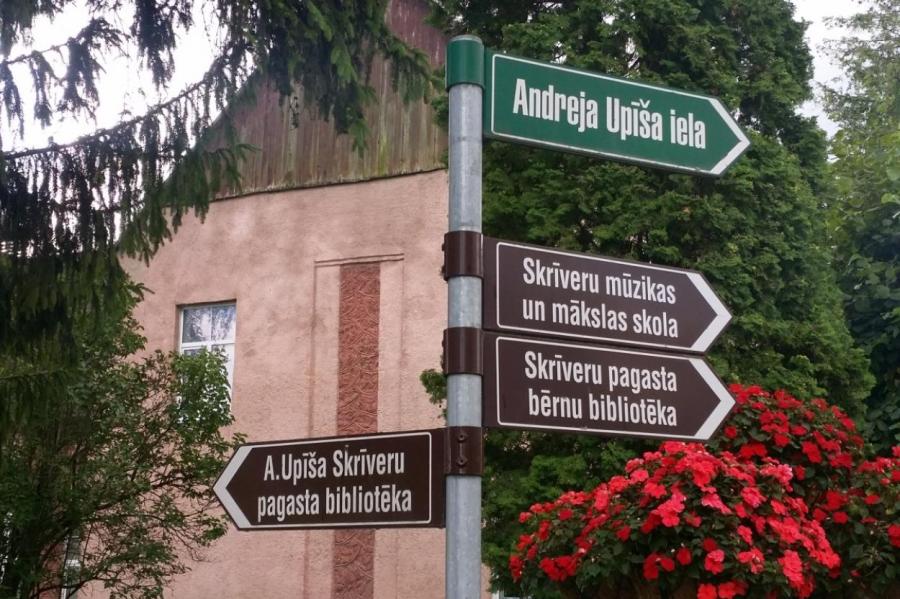 Andreja Upīša iela
Skrīveru mūzikas
un mākslas skola
Skrīveru pagasta
bērnu bibliotēka
A.Upīša Skrīveru
pagasta bibliotēka